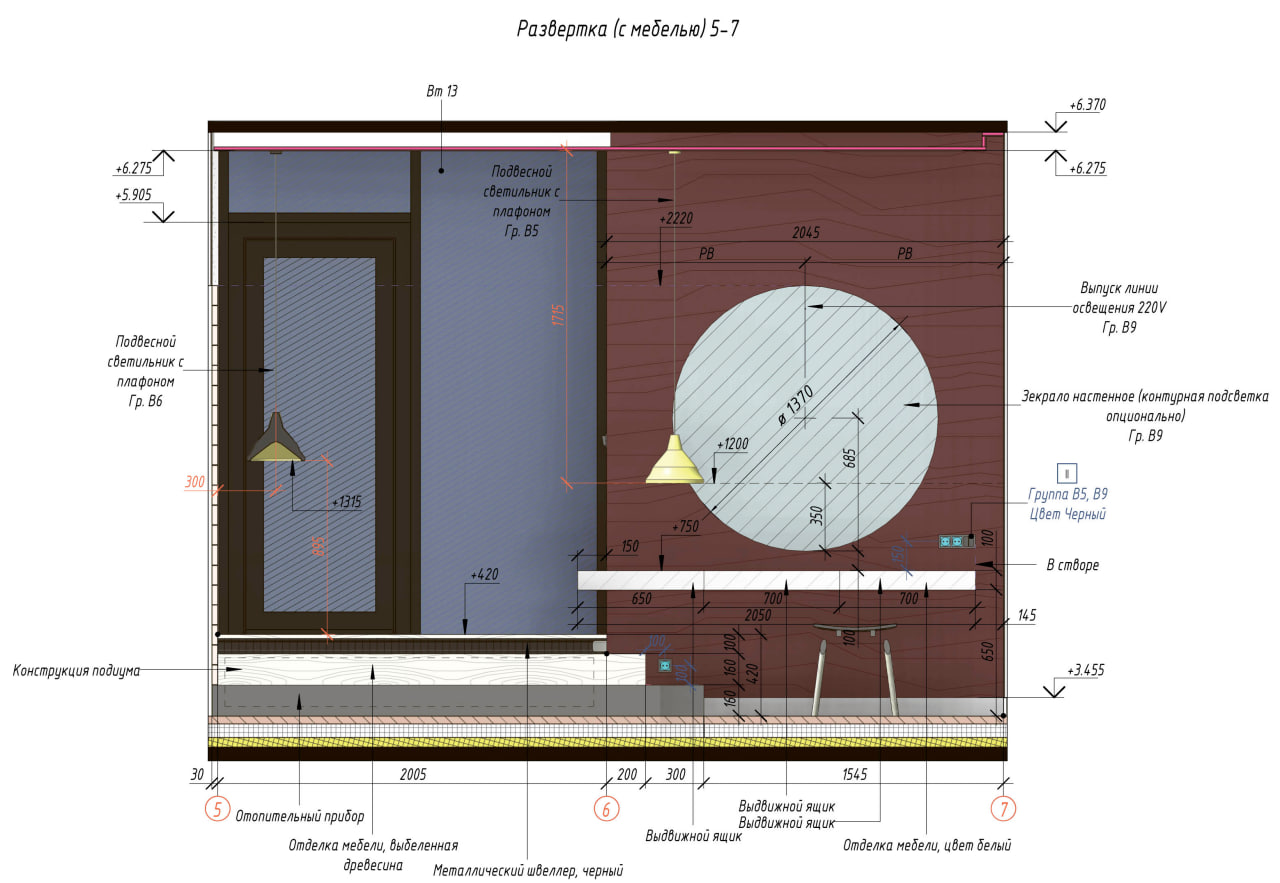 Развертка (с мебелью) 5-7
Вт 13
+6.370
+6.275
+6.275
+5.905
Подвесной
светильник с
плафоном
Гр. В5
+2220
2045
РВ
РВ
1715
Выпуск линии
освещения 220V
Гр. В9
Подвесной
светильник с
плафоном
Гр. В6
ø 1370
Зекрало настенное (контурная подсветка
опционально)
Гр. В9
+1200
685
300
+1315
350
Группа В5, В9
Цвет Черный
+750
150
895
150
100
В створе
+420
650
700
700
2050
145
100
100
100
650
160
420
100
160
Конструкция подиума
+3.455
30
2005
200
300
1545
5
6
7
Отопительный прибор
Выдвижной ящик
Выдвижной ящик
Выдвижной ящик
Отделка мебели, выбеленная
древесина
Отделка мебели, цвет белый
Металлический швеллер, черный